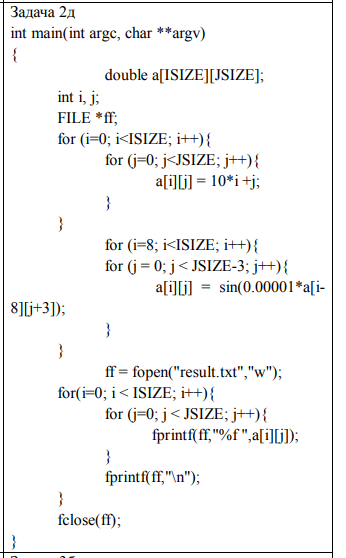 Задача 2д
int main(int argc, char **argv)
{
double a[ISIZE][JSIZE];
int i, j;
FILE *ff;
for (i=0; i<ISIZE; i++){
for (j=0; j<JSIZE; j++){
a[i][j] = 10*i +j;
}
}
for (i=8; i<ISIZE; i++){
for (j = 0; j < JSIZE-3; j++){
a[i][j] = sin(0.00001*a[i-
8][j+3]);
}
}
ff = fopen("result.txt","w");
for(i=0; i < ISIZE; i++){
for (j=0; j < JSIZE; j++){
fprintf(ff,"%f ",a[i][j]);
}
fprintf(ff,"\n");
}
fclose(ff);
}